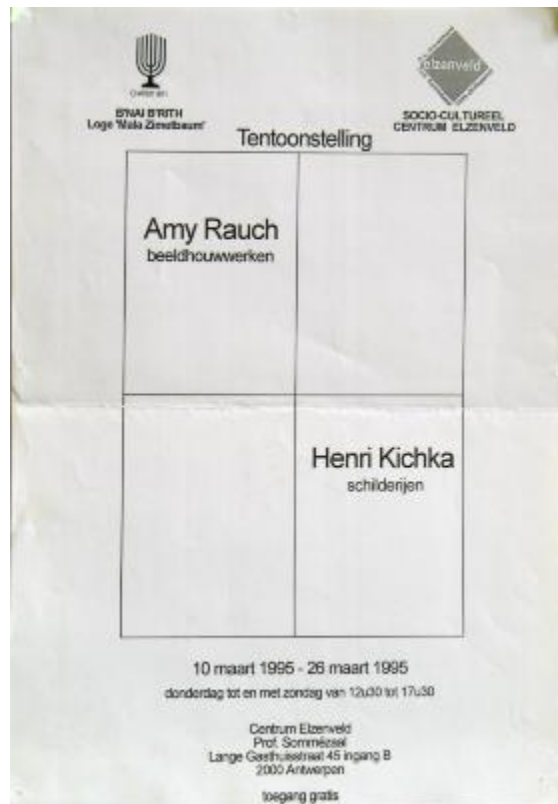 B'NAI B'RITH
Loge 'Mala Zimetbaum'
elzenveld
SOCIO-CULTUREEL
CENTRUM ELZENVELD
Tentoonstelling
Amy Rauch
beeldhouwwerken
Henri Kichka
schilderijen
10 maart 1995 - 26 maart 1995
donderdag tot en met zondag van 12u30 tot 17u30
Centrum Elzenveld
Prof. Sommézaal
Lange Gasthuisstraat 45 ingang B
2000 Antwerpen
toegang gratis